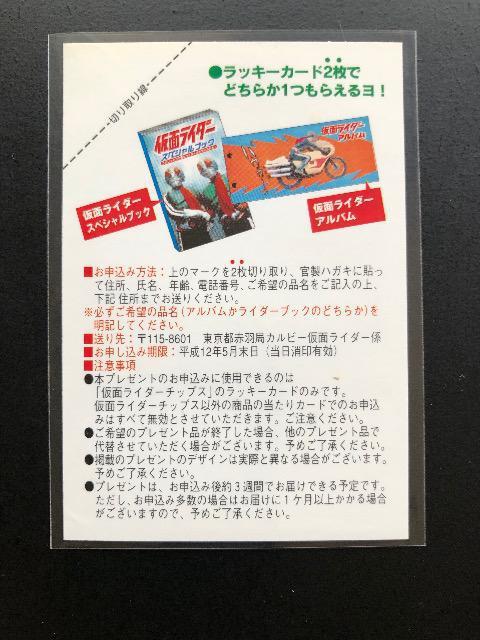 ●ラッキーカード2枚で
どちらか1つもらえるヨ！
切り取り線
仮面ライダー
スペシャルブック
仮面ライダー
アルバム
仮面ライダー
スペシャルブック
仮面ライダー
アルバム
■お申込み方法：上のマークを2枚切り取り、官製ハガキに貼っ
て住所、氏名、年齢、電話番号、ご希望の品名をご記入の上、
下記住所までお送りください。
※必ずご希望の品名(アルバムかライダーブックのどちらか)を
明記してください。
■送り先：〒115-8601 東京都赤羽局カルビー仮面ライダー係
■お申し込み期限：平成12年5月末日（当日消印有効）
■注意事項
●本プレゼントのお申込みに使用できるのは
「仮面ライダーチップス」のラッキーカードのみです。
仮面ライダーチップス以外の商品の当たりカードでのお申込
みはすべて無効とさせていただきます。ご注意ください。
●ご希望のプレゼント品が終了した場合、他のプレゼント品で
代替させていただく場合がございます。予めご了承ください。
●掲載のプレゼントのデザインは実際と異なる場合がございます。
予めご了承ください。
●プレゼントは、お申込み後約3週間でお届けできる予定です。
ただし、お申込み多数の場合はお届けに1ケ月以上かかる場合
がございますので、予めご了承ください。